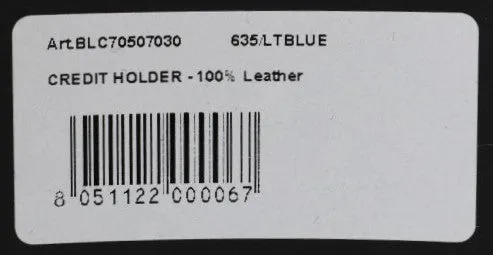 Art.BLC70507030 635/LTBLUE
CREDIT HOLDER - 100% Leather
8 051122 000067